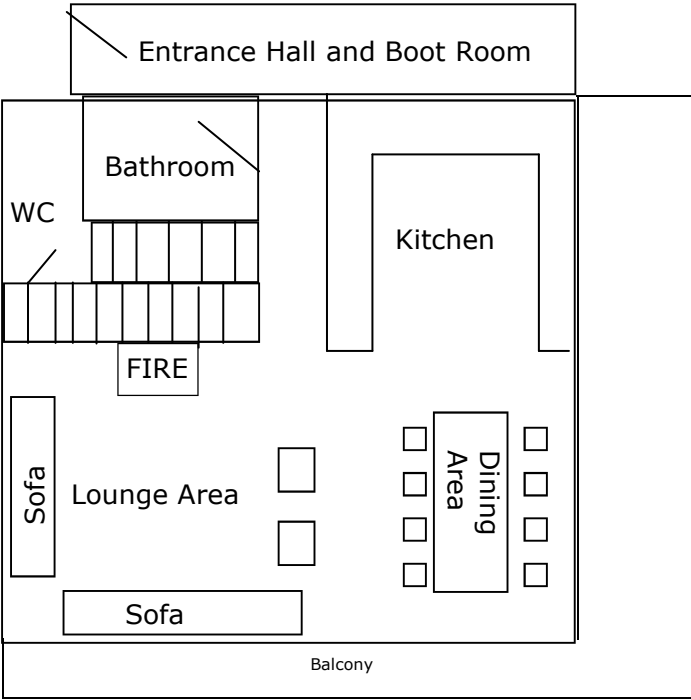 Entrance Hall and Boot Room
Bathroom
WC
Kitchen
FIRE
Sofa
Lounge Area
Dining
Area
Sofa
Balcony